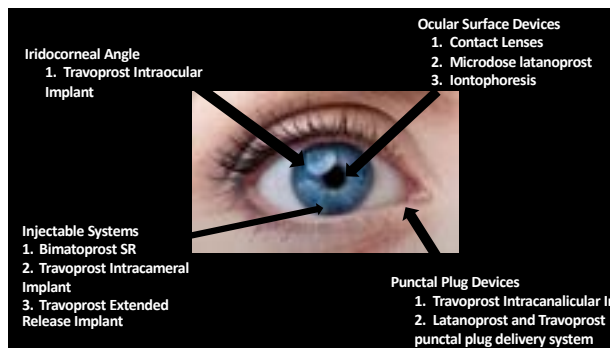 Iridocorneal Angle
1. Travoprost Intraocular
Implant
Ocular Surface Devices
1. Contact Lenses
2. Microdose latanoprost
3. Iontophoresis
Injectable Systems
1. Bimatoprost SR
2. Travoprost Intracameral
Implant
3. Travoprost Extended
Release Implant
Punctal Plug Devices
1. Travoprost Intracanalicular
2. Latanoprost and Travoprost
punctal plug delivery system